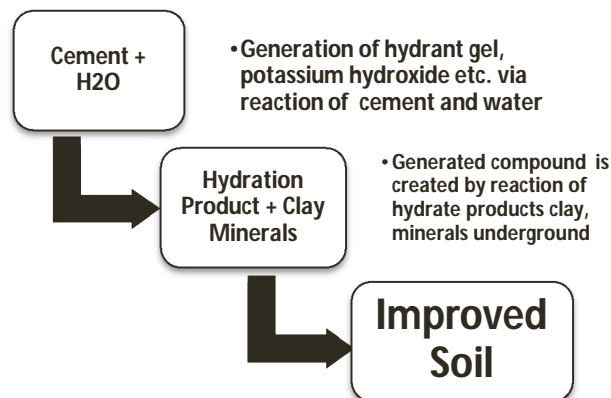 Cement +
H2O
• Generation of hydrant gel,
potassium hydroxide etc. via
reaction of cement and water
Hydration
Product + Clay
Minerals
• Generated compound is
created by reaction of
hydrate products clay,
minerals underground
Improved
Soil